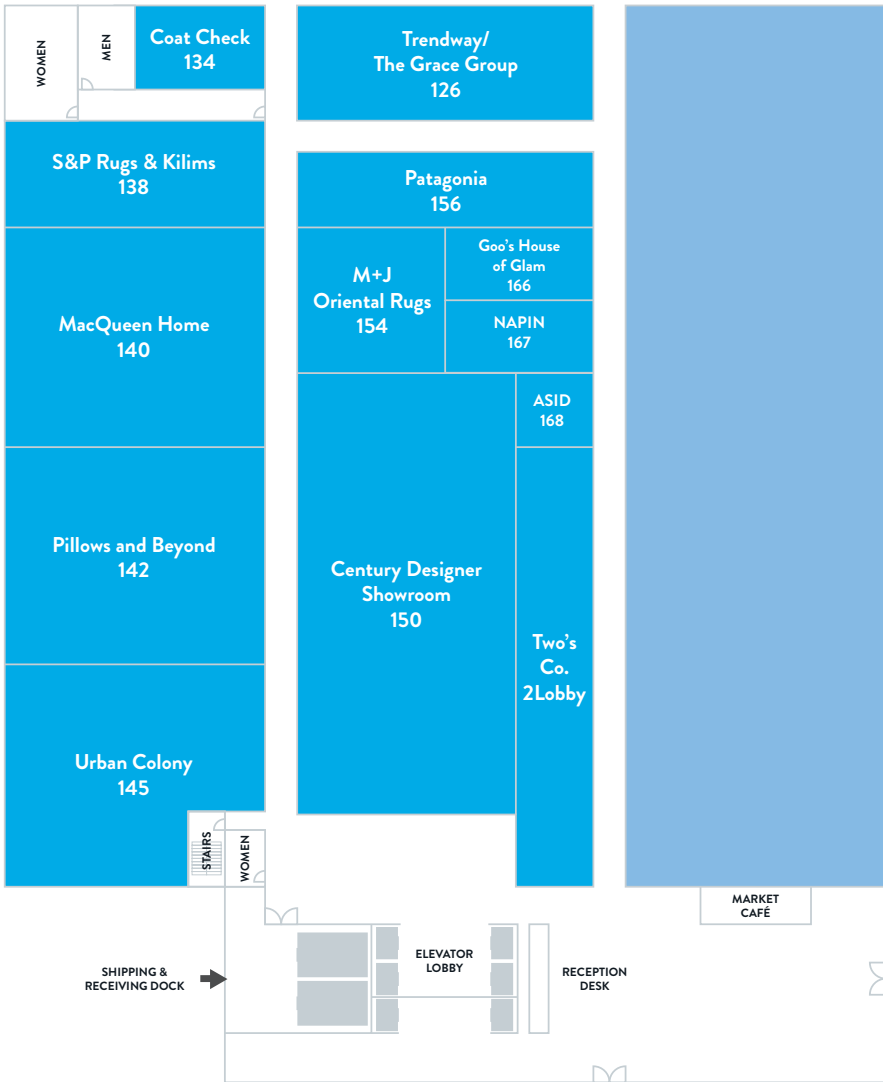 WOMEN
MEN
Coat Check
134
Trendway/
The Grace Group
126
S&P Rugs & Kilims
138
Patagonia
156
MacQueen Home
140
M+J
Oriental Rugs
154
Goo's House
of Glam
166
NAPIN
167
ASID
168
Pillows and Beyond
142
Century Designer
Showroom
150
Two's
Co.
2Lobby
Urban Colony
145
STAIRS
WOMEN
MARKET
CAFÉ
SHIPPING &
RECEIVING DOCK
ELEVATOR
LOBBY
RECEPTION
DESK